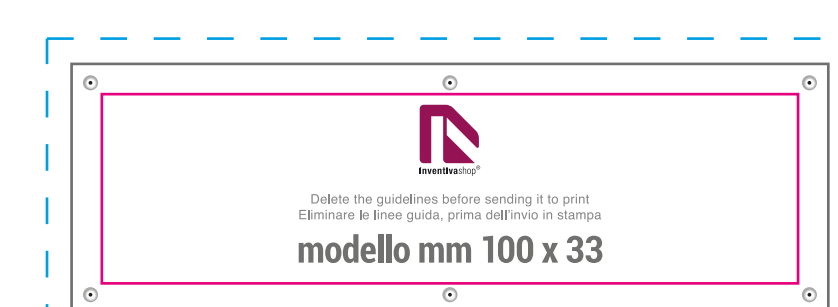 Inventivashop®
Delete the guidelines before sending it to print
Eliminare le linee guida, prima dell'invio in stampa
modello mm 100 x 33